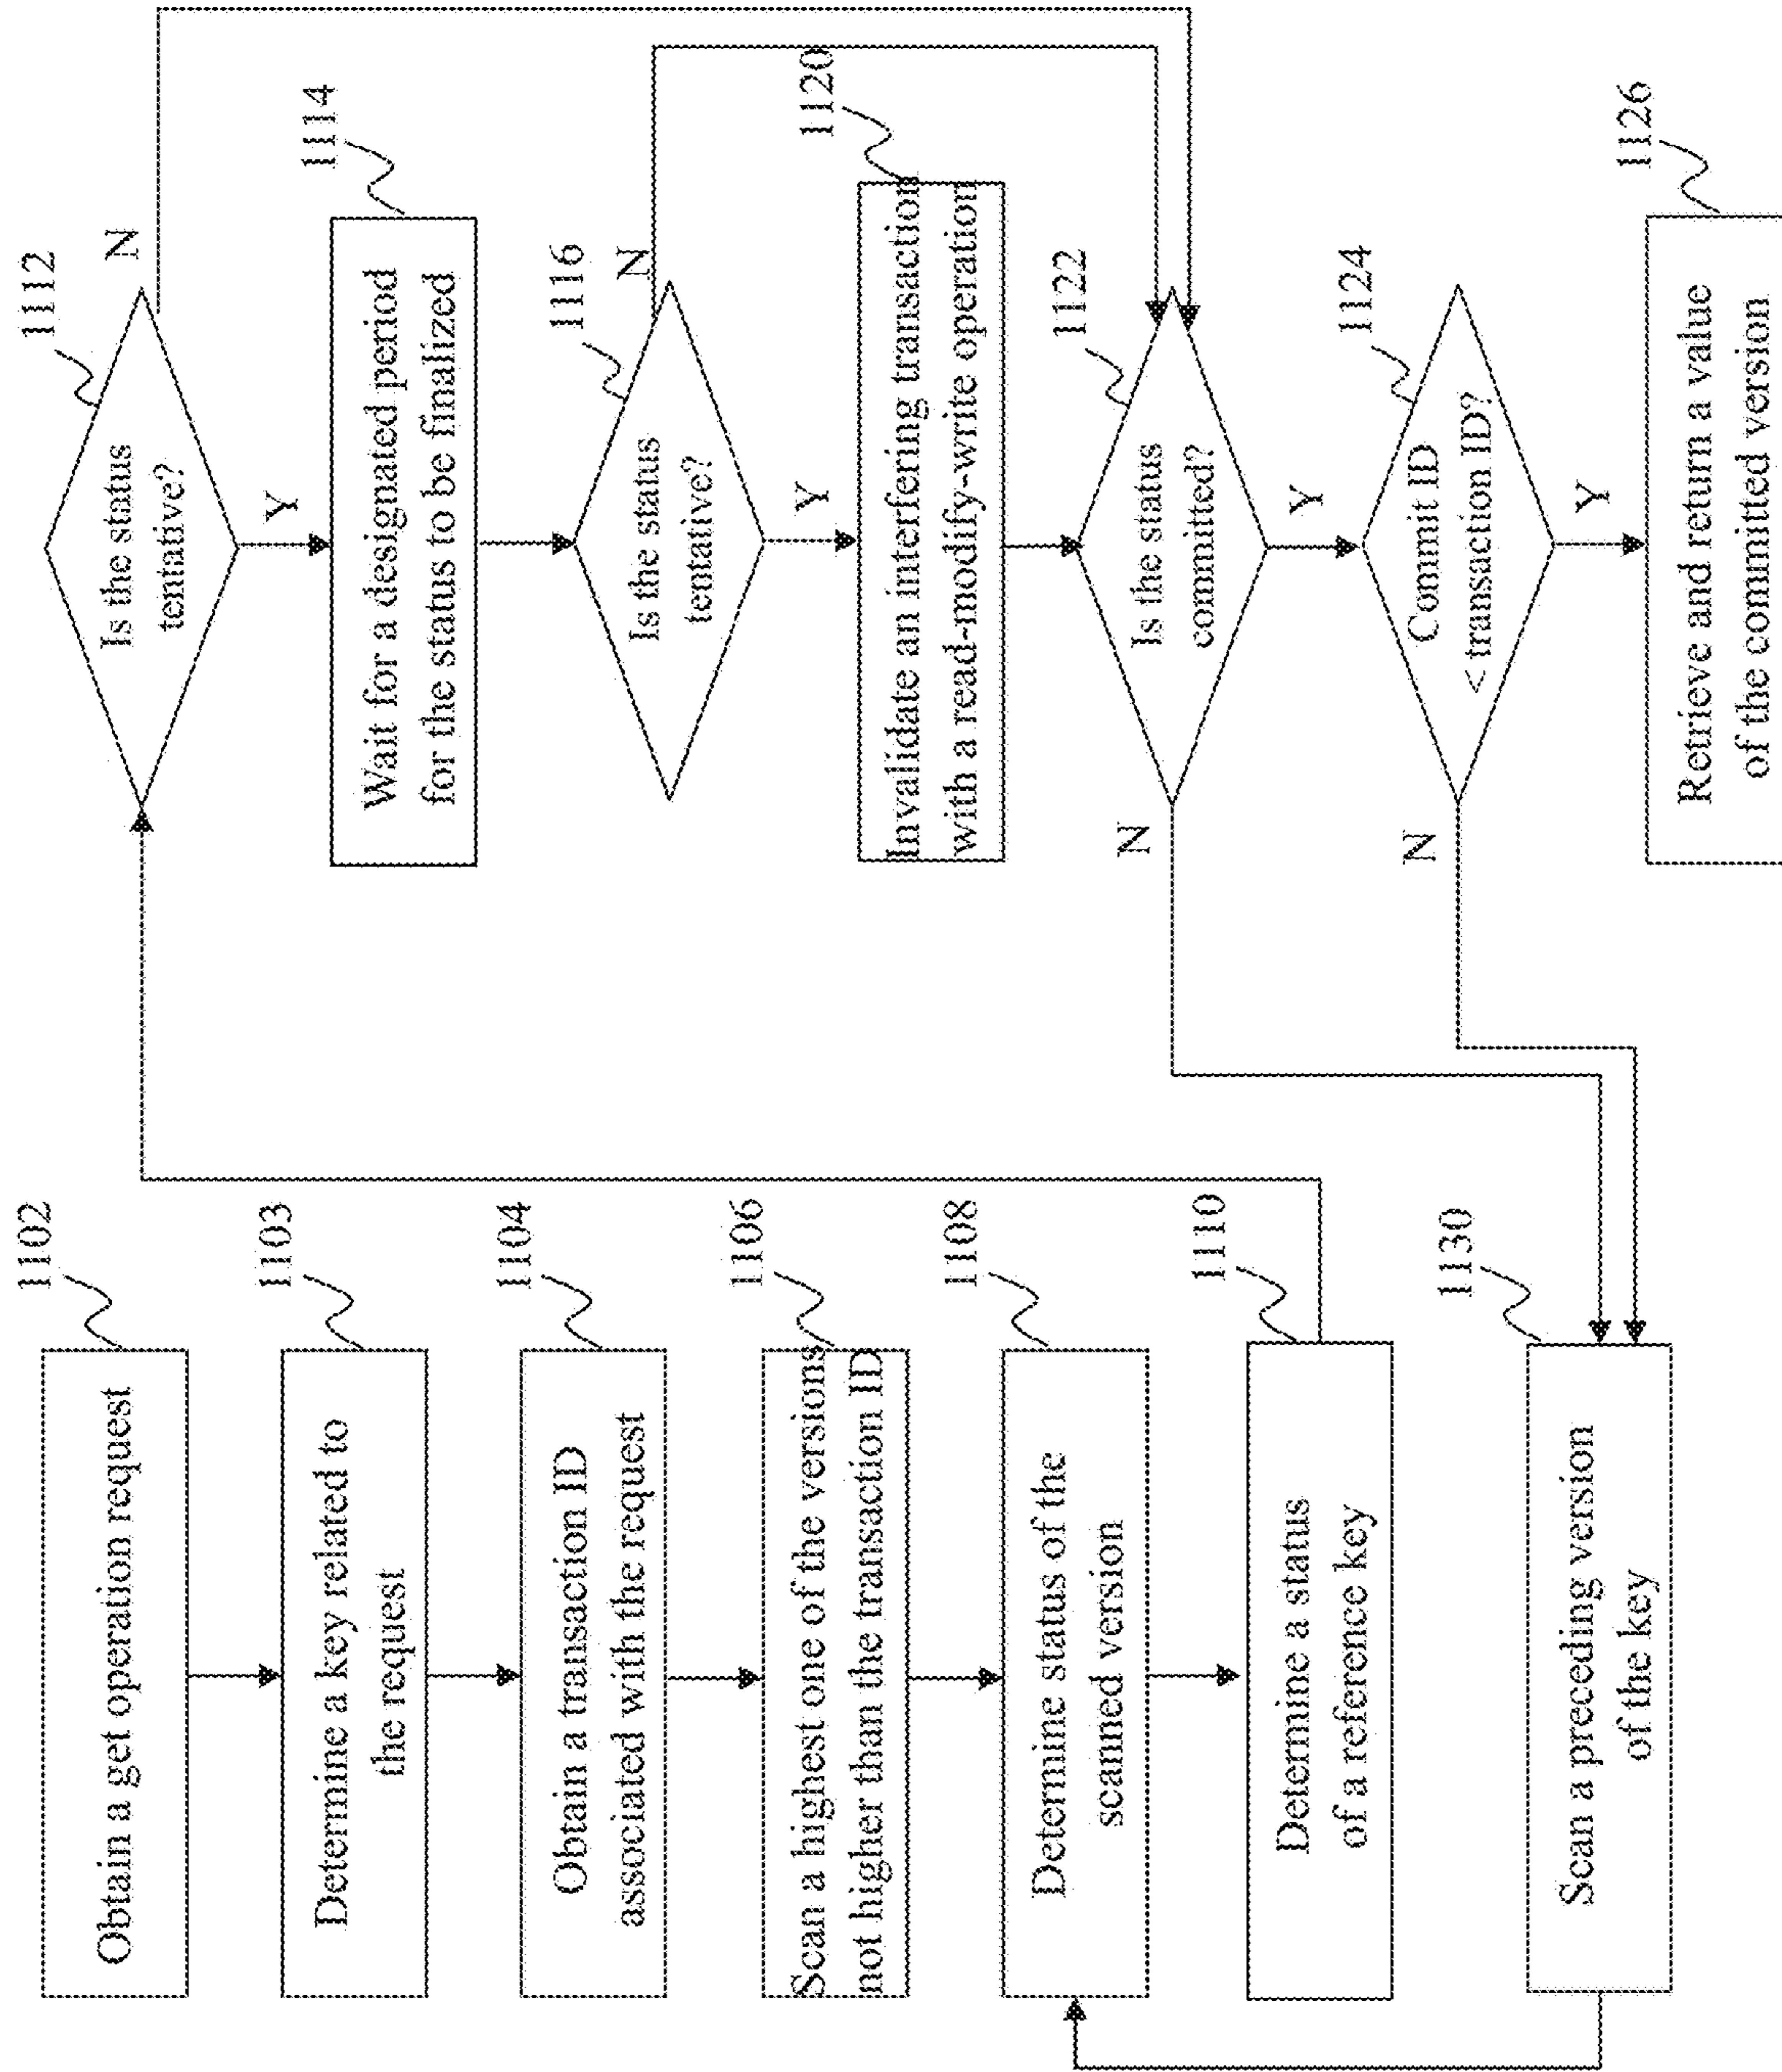 1102
Obtain a get operation request
1103
Determine a key related to
the request
1104
Obtain a transaction ID
associated with the request
1106
Scan a highest one of the versions
not higher than the transaction ID
1108
Determine status of the
scanned version
1110
Determine a status
of a reference key
1130
Scan a preceding version
of the key
1112
Is the status
tentative?
N
Y
1114
Wait for a designated period
for the status to be finalized
1116
Is the status
tentative?
N
Y
1120
Invalidate an interfering transaction
with a read-modify-write operation
1122
Is the status
committed?
N
Y
1124
Commit ID
< transaction ID?
N
Y
1126
Retrieve and return a value
of the committed version